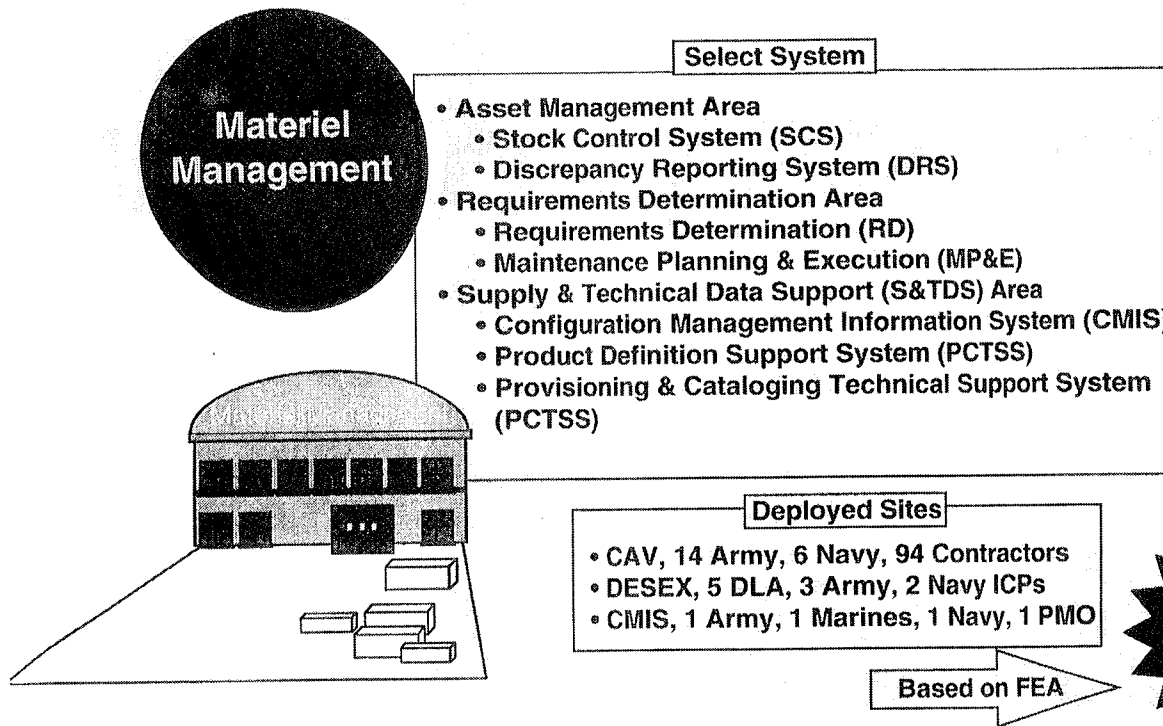 Materiel
Management
Select System
• Asset Management Area
• Stock Control System (SCS)
• Discrepancy Reporting System (DRS)
• Requirements Determination Area
• Requirements Determination (RD)
• Maintenance Planning & Execution (MP&E)
• Supply & Technical Data Support (S&TDS) Area
• Configuration Management Information System (CMIS)
• Product Definition Support System (PCTSS)
• Provisioning & Cataloging Technical Support System
(PCTSS)
Deployed Sites
• CAV, 14 Army, 6 Navy, 94 Contractors
• DESEX, 5 DLA, 3 Army, 2 Navy ICPs
• CMIS, 1 Army, 1 Marines, 1 Navy, 1 PMO
Based on FEA